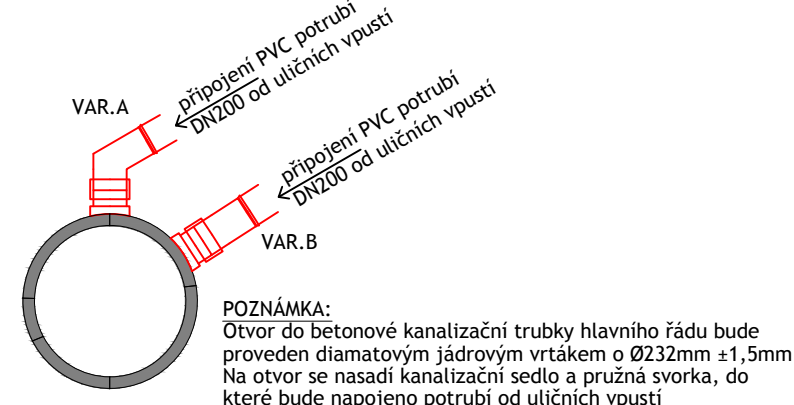 připojení PVC potrubí
DN200 od uličních vpustí
VAR.A
připojení PVC potrubí
DN200 od uličních vpustí
VAR.B
POZNÁMKA:
Otvor do betonové kanalizační trubky hlavního řádu bude
proveden diamatovým jádrovým vrtákem o Ø232mm ±1,5mm
Na otvor se nasadí kanalizační sedlo a pružná svorka, do
které bude napojeno potrubí od uličních vpustí